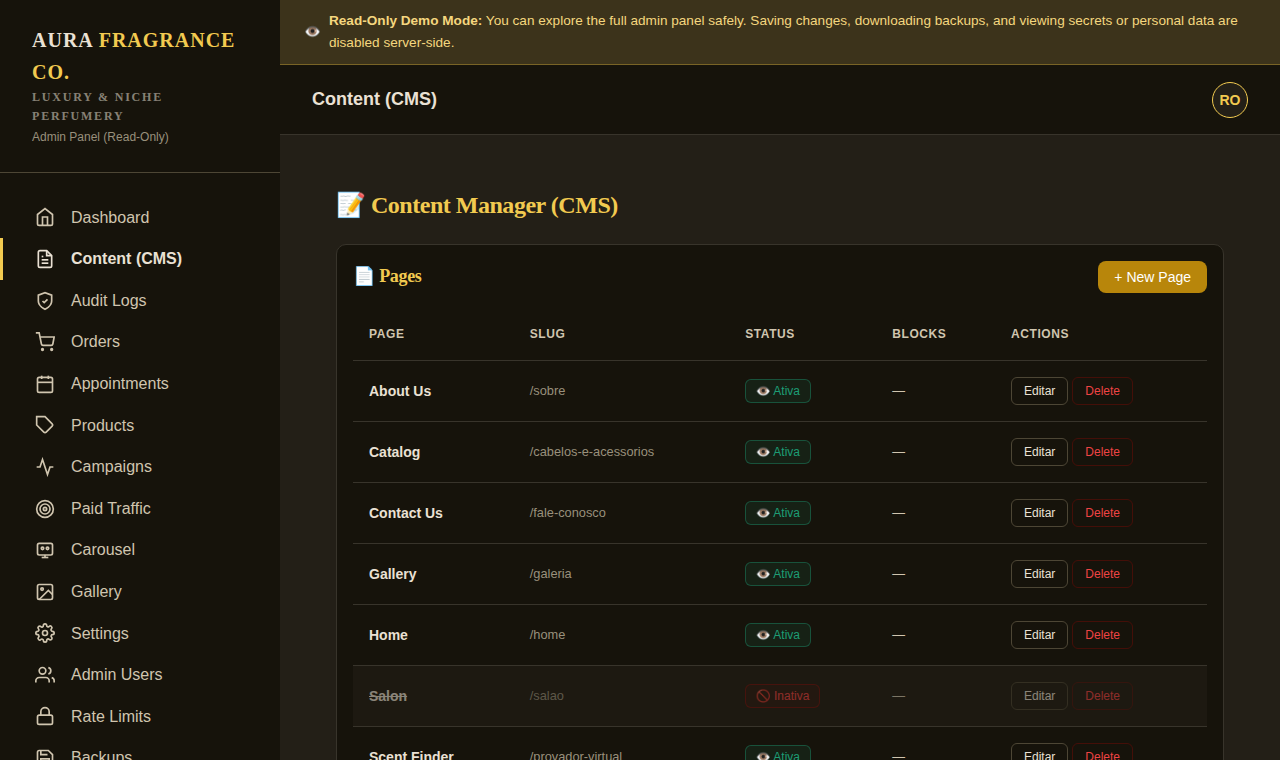 Read-Only Demo Mode: You can explore the full admin panel safely. Saving changes, downloading backups, and viewing secrets or personal data are
disabled server-side.
AURA FRAGRANCE
CO.
LUXURY & NICHE
PERFUMERY
Admin Panel (Read-Only)
Dashboard
Content (CMS)
Audit Logs
Orders
Appointments
Products
Campaigns
Paid Traffic
Carousel
Gallery
Settings
Admin Users
Rate Limits
Backups
Content (CMS)
RO
Content Manager (CMS)
Pages
+ New Page
PAGE SLUG STATUS BLOCKS ACTIONS
About Us /sobre Ativa — Editar Delete
Catalog /cabelos-e-acessorios Ativa — Editar Delete
Contact Us /fale-conosco Ativa — Editar Delete
Gallery /galeria Ativa — Editar Delete
Home /home Ativa — Editar Delete
Salon /salao Inativa — Editar Delete
Scent Finder /provador-virtual Ativa — Editar Delete